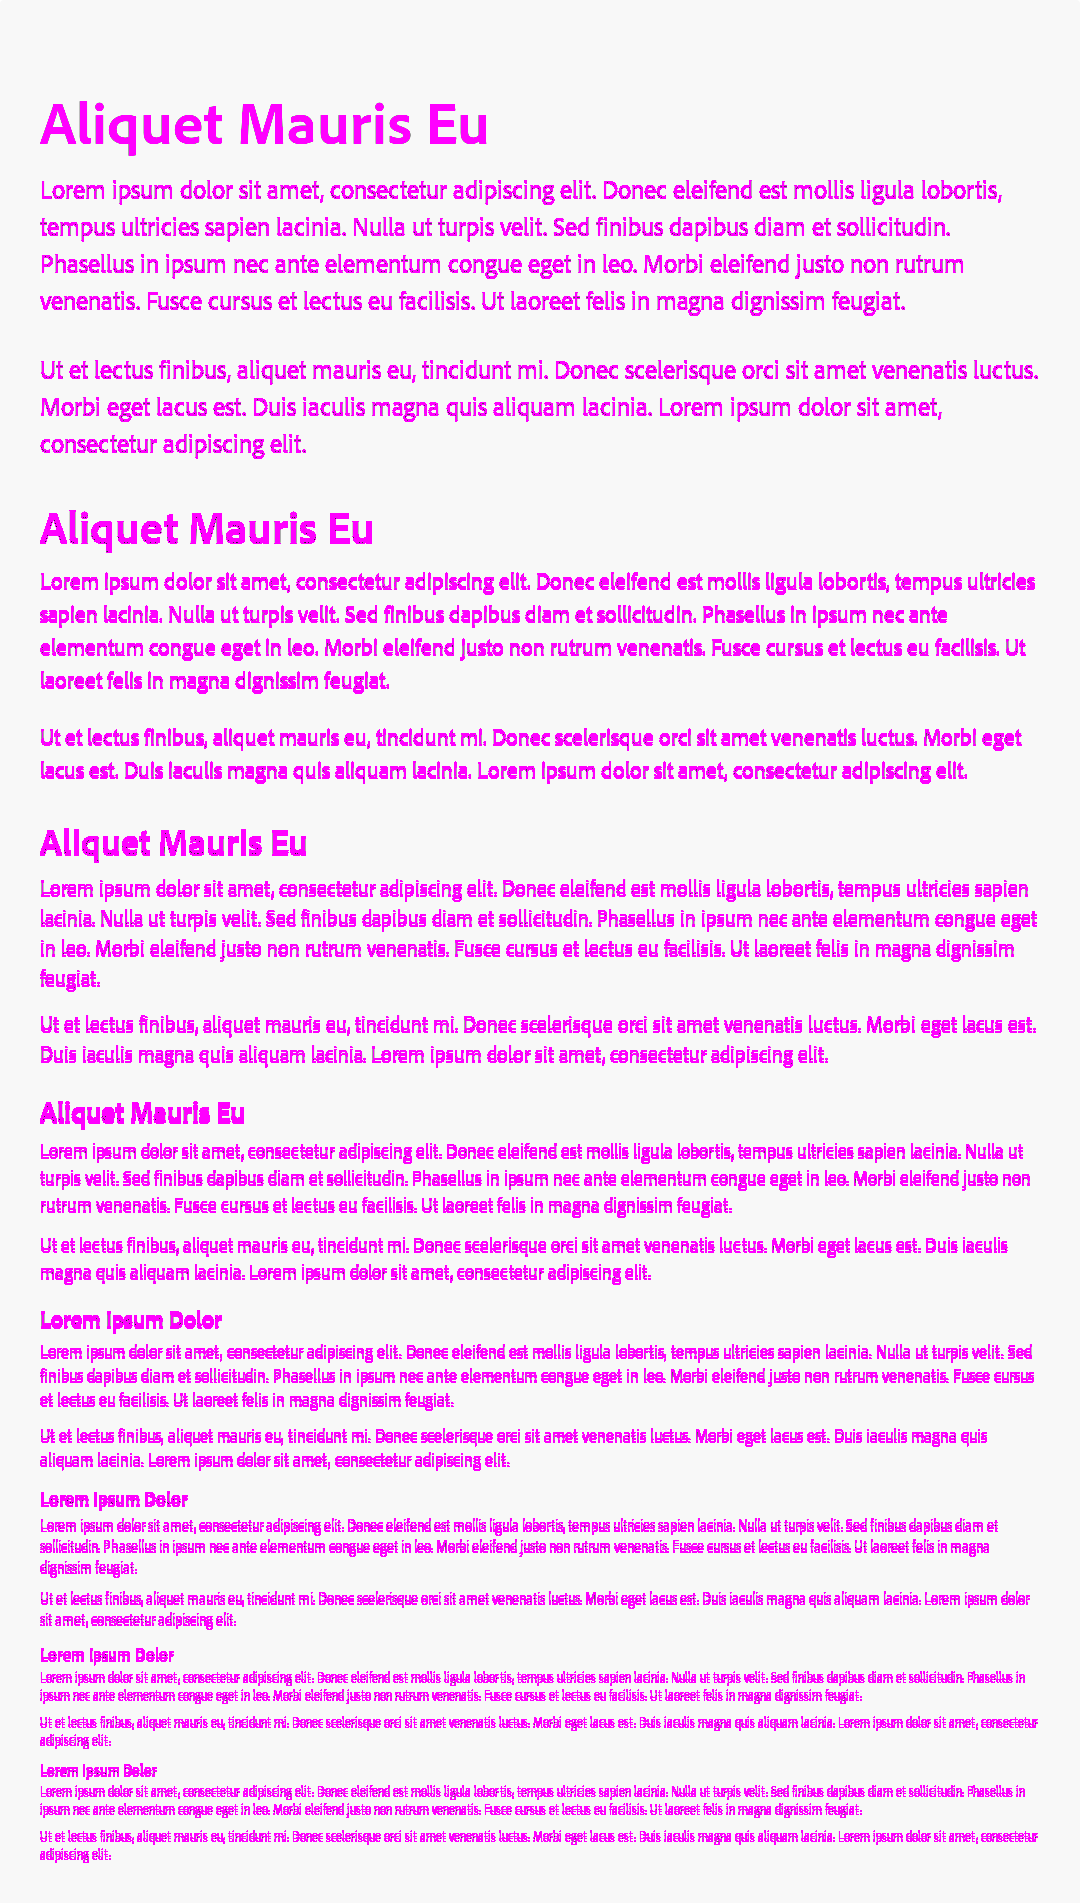 Aliquet Mauris Eu
Lorem ipsum dolor sit amet, consectetur adipiscing elit. Donec eleifend est mollis ligula lobortis,
tempus ultricies sapien lacinia. Nulla ut turpis velit. Sed finibus dapibus diam et sollicitudin.
Phasellus in ipsum nec ante elementum congue eget in leo. Morbi eleifend justo non rutrum
venenatis. Fusce cursus et lectus eu facilisis. Ut laoreet felis in magna dignissim feugiat.
Ut et lectus finibus, aliquet mauris eu, tincidunt mi. Donec scelerisque orci sit amet venenatis luctus.
Morbi eget lacus est. Duis iaculis magna quis aliquam lacinia. Lorem ipsum dolor sit amet,
consectetur adipiscing elit.
Aliquet Mauris Eu
Lorem ipsum dolor sit amet, consectetur adipiscing elit. Donec eleifend est mollis ligula lobortis, tempus ultricies
sapien lacinia. Nulla ut turpis velit. Sed finibus dapibus diam et sollicitudin. Phasellus in ipsum nec ante
elementum congue eget in leo. Morbi eleifend justo non rutrum venenatis. Fusce cursus et lectus eu facilisis. Ut
laoreet felis in magna dignissim feugiat.
Ut et lectus finibus, aliquet mauris eu, tincidunt mi. Donec scelerisque orci sit amet venenatis luctus. Morbi eget
lacus est. Duis iaculis magna quis aliquam lacinia. Lorem ipsum dolor sit amet, consectetur adipiscing elit.
Aliquet Mauris Eu
Lorem ipsum dolor sit amet, consectetur adipiscing elit. Donec eleifend est mollis ligula lobortis, tempus ultricies sapien
lacinia. Nulla ut turpis velit. Sed finibus dapibus diam et sollicitudin. Phasellus in ipsum nec ante elementum congue eget
in leo. Morbi eleifend justo non rutrum venenatis. Fusce cursus et lectus eu facilisis. Ut laoreet felis in magna dignissim
feugiat.
Ut et lectus finibus, aliquet mauris eu, tincidunt mi. Donec scelerisque orci sit amet venenatis luctus. Morbi eget lacus est.
Duis iaculis magna quis aliquam lacinia. Lorem ipsum dolor sit amet, consectetur adipiscing elit.
Aliquet Mauris Eu
Lorem ipsum dolor sit amet, consectetur adipiscing elit. Donec eleifend est mollis ligula lobortis, tempus ultricies sapien lacinia. Nulla ut
turpis velit. Sed finibus dapibus diam et sollicitudin. Phasellus in ipsum nec ante elementum congue eget in leo. Morbi eleifend justo non
rutrum venenatis. Fusce cursus et lectus eu facilisis. Ut laoreet felis in magna dignissim feugiat.
Ut et lectus finibus, aliquet mauris eu, tincidunt mi. Donec scelerisque orci sit amet venenatis luctus. Morbi eget lacus est. Duis iaculis
magna quis aliquam lacinia. Lorem ipsum dolor sit amet, consectetur adipiscing elit.
Lorem Ipsum Dolor
Lorem ipsum dolor sit amet, consectetur adipiscing elit. Donec eleifend est mollis ligula lobortis, tempus ultricies sapien lacinia. Nulla ut turpis velit. Sed
finibus dapibus diam et sollicitudin. Phasellus in ipsum nec ante elementum congue eget in leo. Morbi eleifend justo non rutrum venenatis. Fusce cursus
et lectus eu facilisis. Ut laoreet felis in magna dignissim feugiat.
Ut et lectus finibus, aliquet mauris eu, tincidunt mi. Donec scelerisque orci sit amet venenatis luctus. Morbi eget lacus est. Duis iaculis magna quis
aliquam lacinia. Lorem ipsum dolor sit amet, consectetur adipiscing elit.
Lorem Ipsum Dolor
Lorem ipsum dolor sit amet, consectetur adipiscing elit. Donec eleifend est mollis ligula lobortis, tempus ultricies sapien lacinia. Nulla ut turpis velit. Sed finibus dapibus diam et
sollicitudin. Phasellus in ipsum nec ante elementum congue eget in leo. Morbi eleifend justo non rutrum venenatis. Fusce cursus et lectus eu facilisis. Ut laoreet felis in magna
dignissim feugiat.
Ut et lectus finibus, aliquet mauris eu, tincidunt mi. Donec scelerisque orci sit amet venenatis luctus. Morbi eget lacus est. Duis iaculis magna quis aliquam lacinia. Lorem ipsum dolor
sit amet, consectetur adipiscing elit.
Lorem Ipsum Dolor
Lorem ipsum dolor sit amet, consectetur adipiscing elit. Donec eleifend est mollis ligula lobortis, tempus ultricies sapien lacinia. Nulla ut turpis velit. Sed finibus dapibus diam et sollicitudin. Phasellus in
ipsum nec ante elementum congue eget in leo. Morbi eleifend justo non rutrum venenatis. Fusce cursus et lectus eu facilisis. Ut laoreet felis in magna dignissim feugiat.
Ut et lectus finibus, aliquet mauris eu, tincidunt mi. Donec scelerisque orci sit amet venenatis luctus. Morbi eget lacus est. Duis iaculis magna quis aliquam lacinia. Lorem ipsum dolor sit amet, consectetur
adipiscing elit.
Lorem Ipsum Dolor
Lorem ipsum dolor sit amet, consectetur adipiscing elit. Donec eleifend est mollis ligula lobortis, tempus ultricies sapien lacinia. Nulla ut turpis velit. Sed finibus dapibus diam et sollicitudin. Phasellus in
ipsum nec ante elementum congue eget in leo. Morbi eleifend justo non rutrum venenatis. Fusce cursus et lectus eu facilisis. Ut laoreet felis in magna dignissim feugiat.
Ut et lectus finibus, aliquet mauris eu, tincidunt mi. Donec scelerisque orci sit amet venenatis luctus. Morbi eget lacus est. Duis iaculis magna quis aliquam lacinia. Lorem ipsum dolor sit amet, consectetur
adipiscing elit.